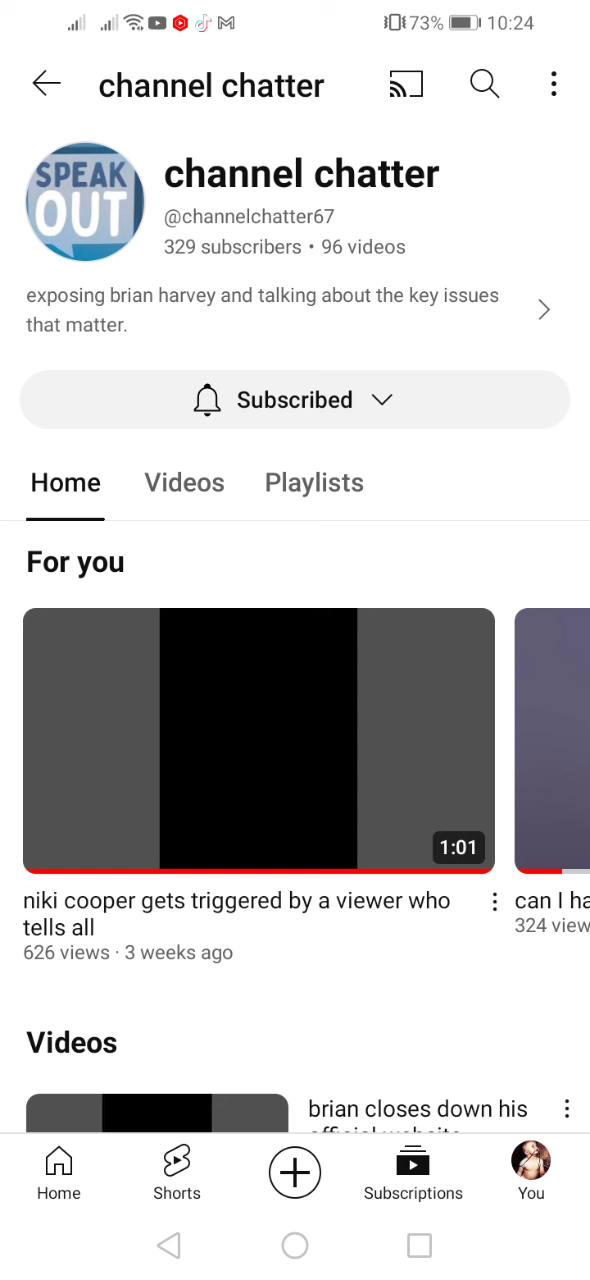 73% 10:24
channel chatter
SPEAK
OUT
channel chatter
@channelchatter67
329 subscribers • 96 videos
exposing brian harvey and talking about the key issues
that matter.
Subscribed
Home Videos Playlists
For you
1:01
niki cooper gets triggered by a viewer who
tells all
626 views · 3 weeks ago
can I ha
324 view
Videos
brian closes down his
official website
Home Shorts Subscriptions You